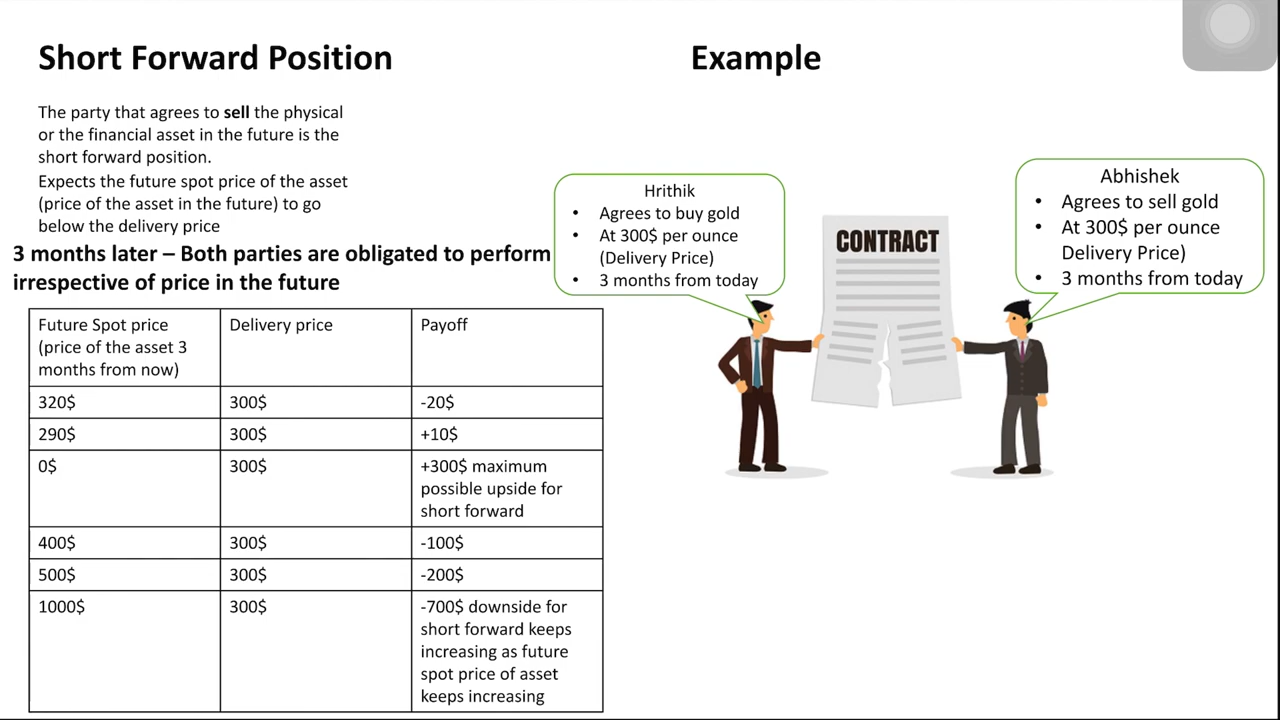 Short Forward Position
Example
The party that agrees to sell the physical
or the financial asset in the future is the
short forward position.
Expects the future spot price of the asset
(price of the asset in the future) to go
below the delivery price
3 months later – Both parties are obligated to perform
irrespective of price in the future
Future Spot price
(price of the asset 3
months from now)
Delivery price
Payoff
320$
300$
-20$
290$
300$
+10$
0$
300$
+300$ maximum
possible upside for
short forward
400$
300$
-100$
500$
300$
-200$
1000$
300$
-700$ downside for
short forward keeps
increasing as future
spot price of asset
keeps increasing
Hrithik
• Agrees to buy gold
• At 300$ per ounce
(Delivery Price)
• 3 months from today
CONTRACT
Abhishek
• Agrees to sell gold
• At 300$ per ounce
Delivery Price)
• 3 months from today